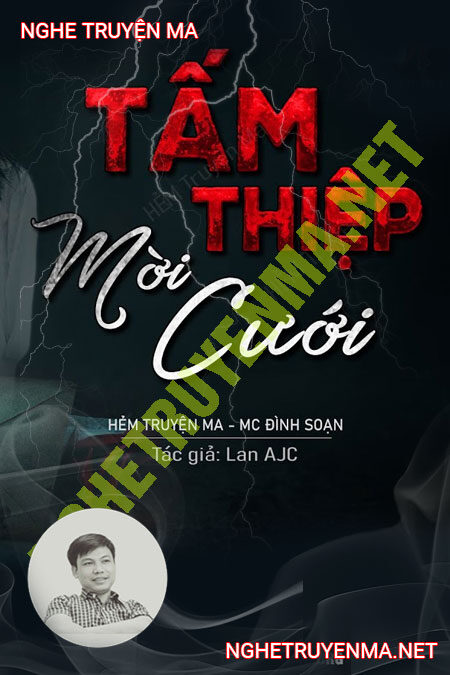 NGHE TRUYỆN MA
TẤM
THIỆP
Mời
Cưới
NGHETRUYENMA.NET
HẺM TRUYỆN MA - MC ĐÌNH SOẠN
Tác giả: Lan AJC
NGHETRUYENMA.NET